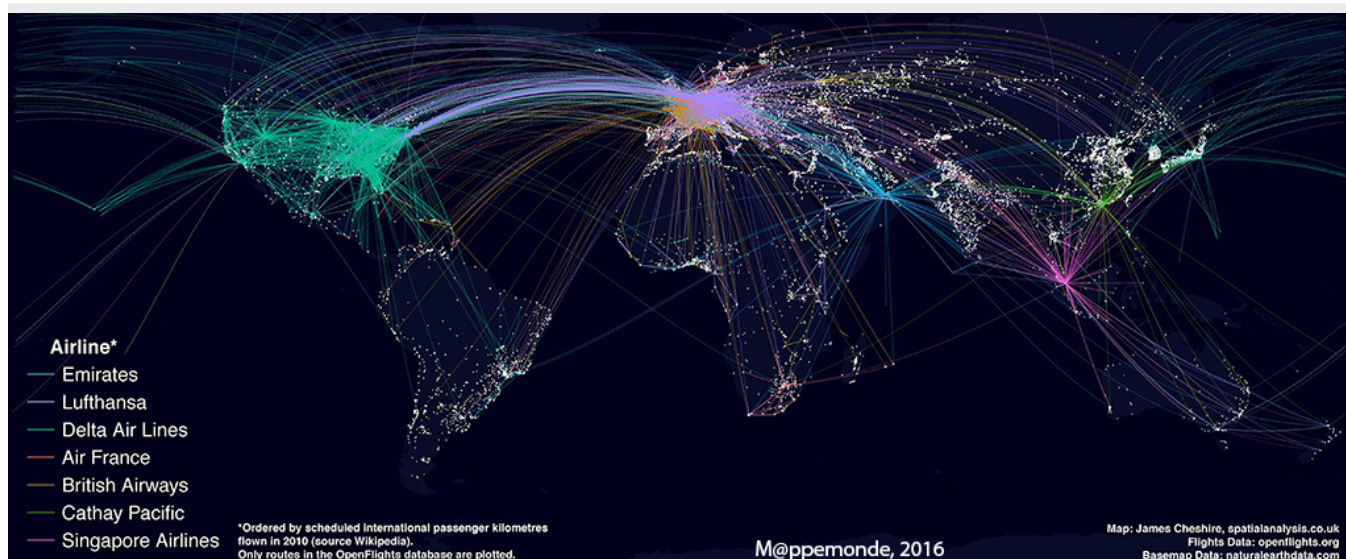 Airline*
Emirates
Lufthansa
Delta Air Lines
Air France
British Airways
Cathay Pacific
Singapore Airlines
*Ordered by scheduled international passenger kilometres
flown in 2010 (source Wikipedia).
Only routes in the OpenFlights database are plotted.
M@ppemonde, 2016
Map: James Cheshire, spatialanalysis.co.uk
Flights Data: openflights.org
Basemap Data: naturalearthdata.com